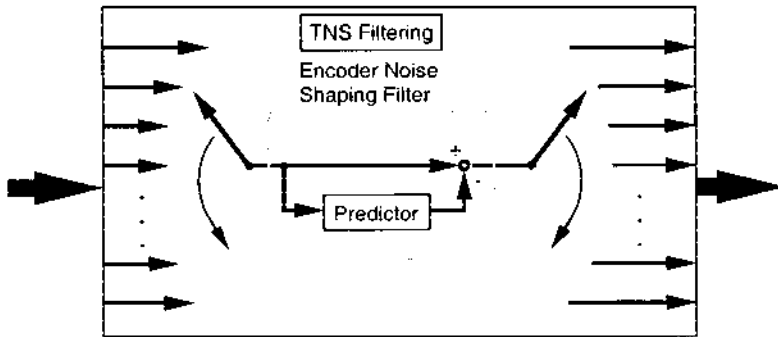 TNS Filtering
Encoder Noise
Shaping Filter
+
-
Predictor